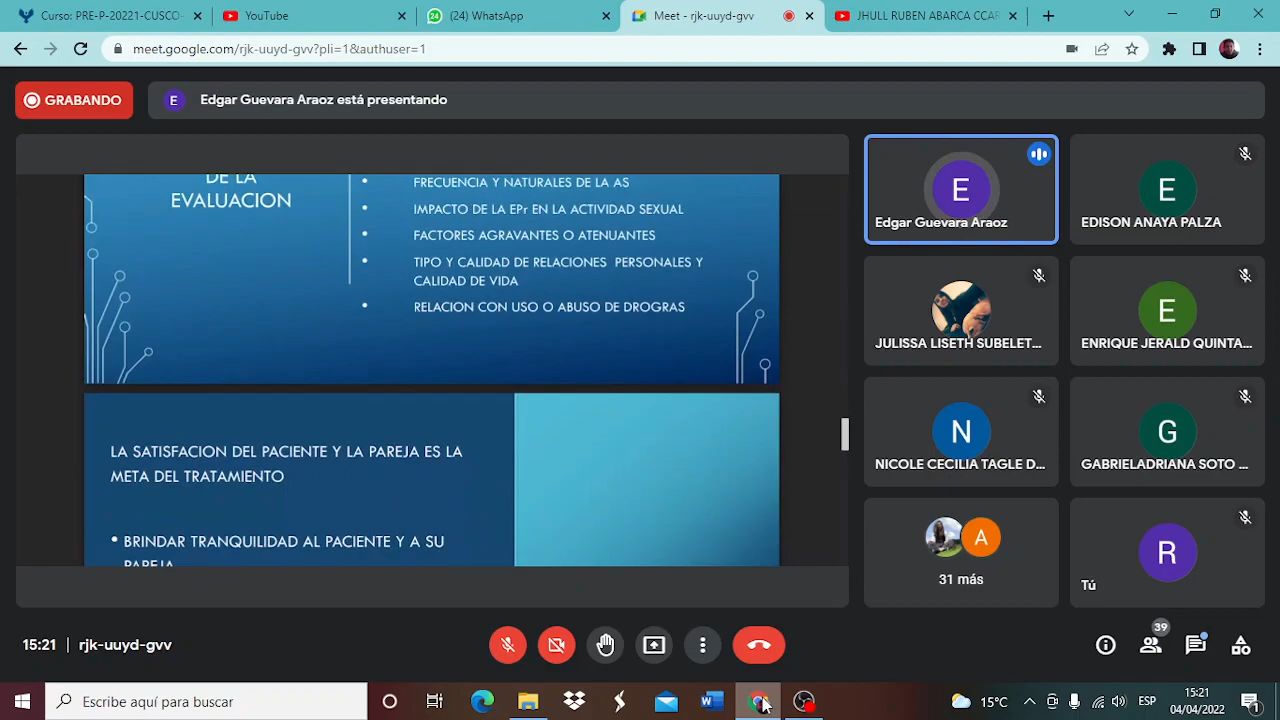 Curso: PRE-P-20221-CUSCO-
YouTube
(24) WhatsApp
Meet - rjk-uuyd-gvv
JHULL RUBEN ABARCA CCAR
meet.google.com/rjk-uuyd-gvv?pli=1&authuser=1
GRABANDO
E
Edgar Guevara Araoz está presentando
DE LA
EVALUACION
• FRECUENCIA Y NATURALES DE LA AS
• IMPACTO DE LA EPr EN LA ACTIVIDAD SEXUAL
• FACTORES AGRAVANTES O ATENUANTES
• TIPO Y CALIDAD DE RELACIONES PERSONALES Y
CALIDAD DE VIDA
• RELACION CON USO O ABUSO DE DROGRAS
LA SATISFACION DEL PACIENTE Y LA PAREJA ES LA
META DEL TRATAMIENTO
• BRINDAR TRANQUILIDAD AL PACIENTE Y A SU
PAREJA
E
Edgar Guevara Araoz
E
EDISON ANAYA PALZA
JULISSA LISETH SUBELET...
E
ENRIQUE JERALD QUINTA...
N
NICOLE CECILIA TAGLE D...
G
GABRIELADRIANA SOTO ...
A
31 más
R
Tú
15:21 | rjk-uuyd-gvv
39
Escribe aquí para buscar
15°C
ESP
15:21
04/04/2022
1